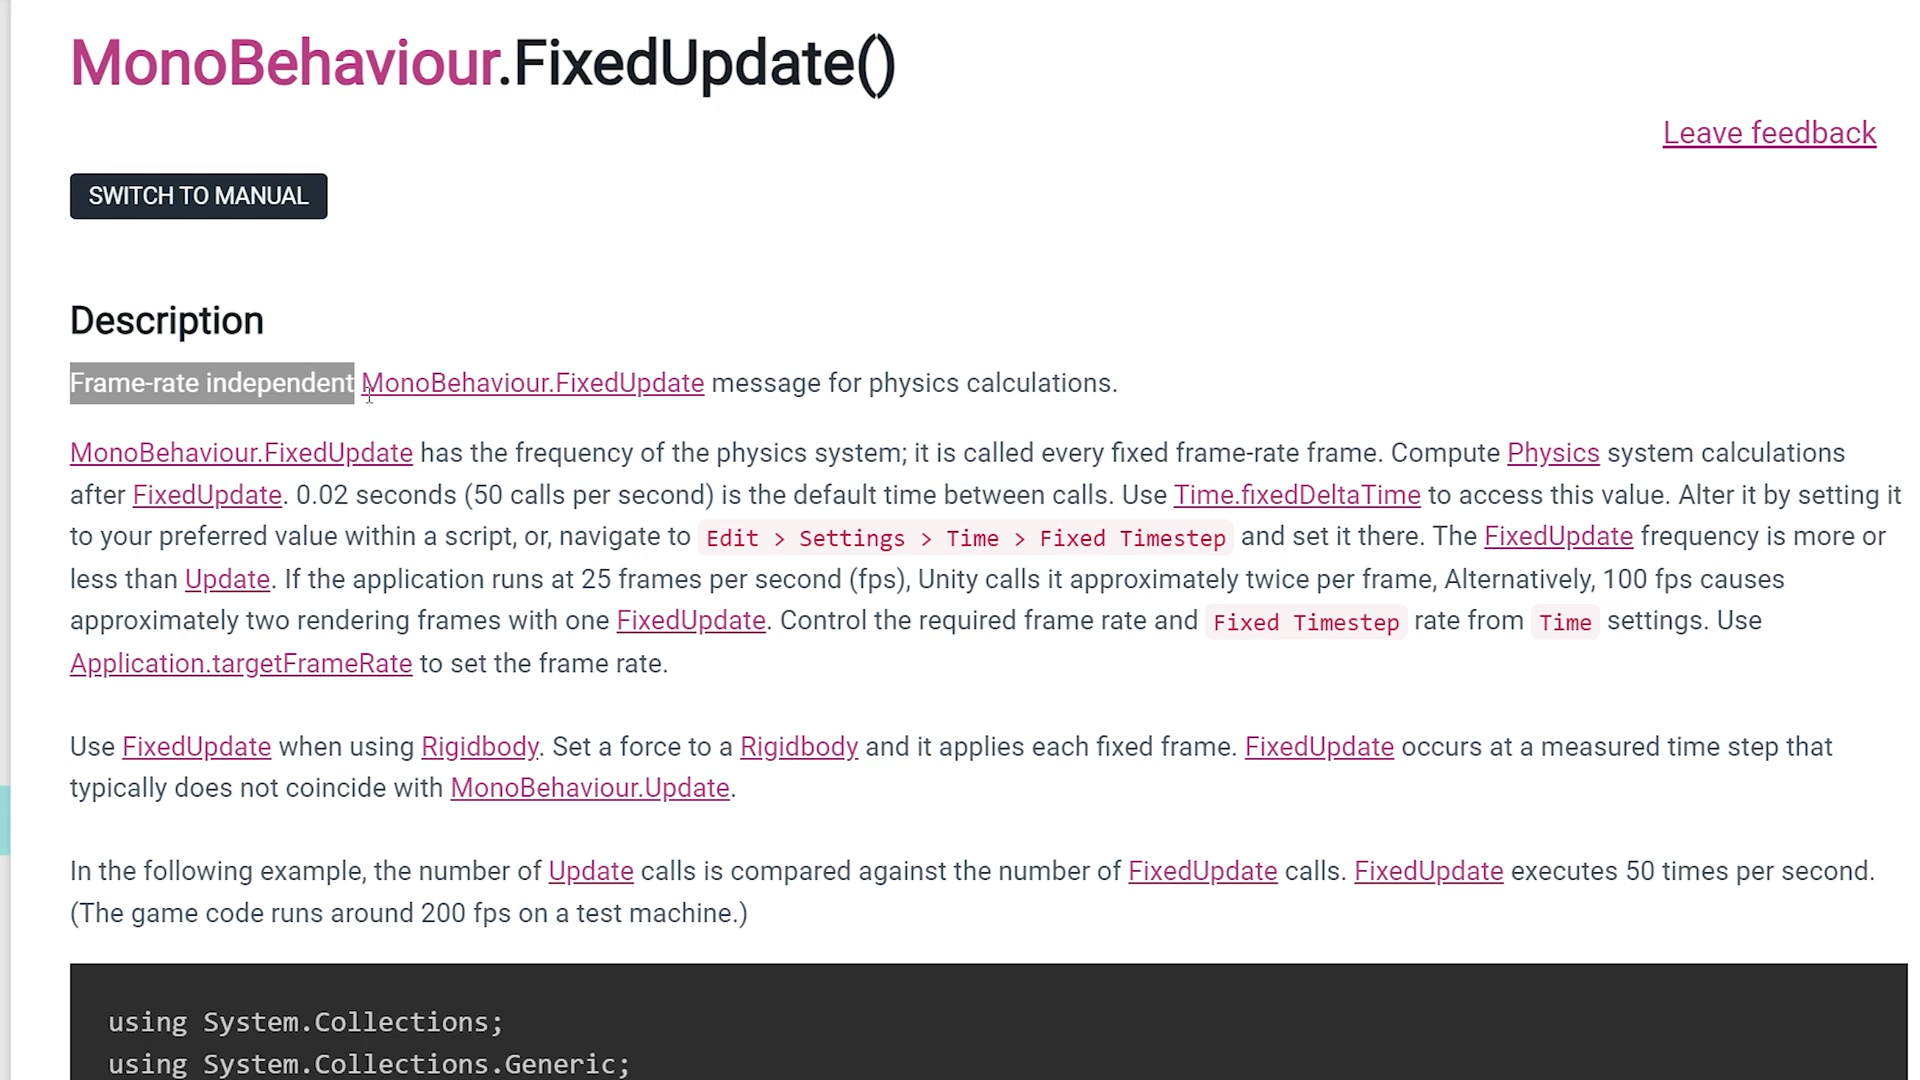 MonoBehaviour.FixedUpdate()
Leave feedback
SWITCH TO MANUAL
Description
Frame-rate independent MonoBehaviour.FixedUpdate message for physics calculations.
MonoBehaviour.FixedUpdate has the frequency of the physics system; it is called every fixed frame-rate frame. Compute Physics system calculations
after FixedUpdate. 0.02 seconds (50 calls per second) is the default time between calls. Use Time.fixedDeltaTime to access this value. Alter it by setting it
to your preferred value within a script, or, navigate to Edit > Settings > Time > Fixed Timestep and set it there. The FixedUpdate frequency is more or
less than Update. If the application runs at 25 frames per second (fps), Unity calls it approximately twice per frame, Alternatively, 100 fps causes
approximately two rendering frames with one FixedUpdate. Control the required frame rate and Fixed Timestep rate from Time settings. Use
Application.targetFrameRate to set the frame rate.
Use FixedUpdate when using Rigidbody. Set a force to a Rigidbody and it applies each fixed frame. FixedUpdate occurs at a measured time step that
typically does not coincide with MonoBehaviour.Update.
In the following example, the number of Update calls is compared against the number of FixedUpdate calls. FixedUpdate executes 50 times per second.
(The game code runs around 200 fps on a test machine.)
using System.Collections;
using System.Collections.Generic;